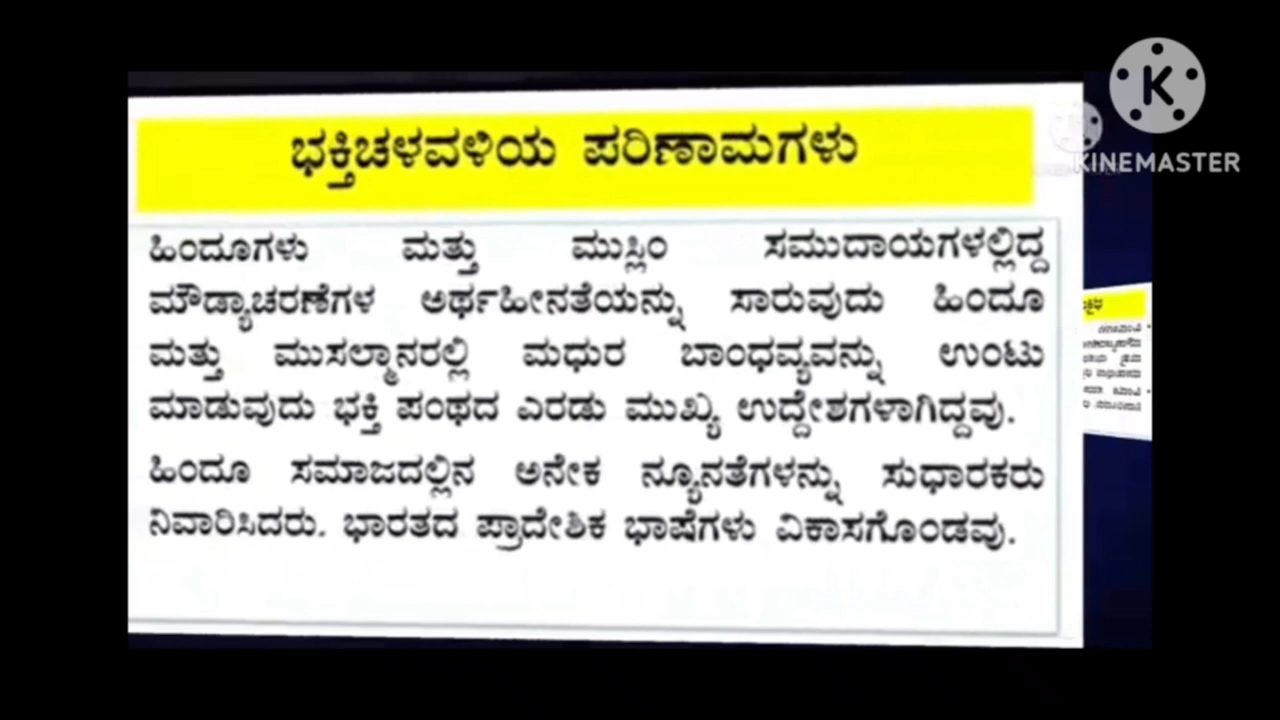 ಭಕ್ತಿಚಳವಳಿಯ ಪರಿಣಾಮಗಳು
KINEMASTER
ಹಿಂದೂಗಳು ಮತ್ತು ಮುಸ್ಲಿಂ ಸಮುದಾಯಗಳಲ್ಲಿದ್ದ
ಮೌಡ್ಯಾಚರಣೆಗಳ ಅರ್ಥಹೀನತೆಯನ್ನು ಸಾರುವುದು ಹಿಂದೂ
ಮತ್ತು ಮುಸಲ್ಮಾನರಲ್ಲಿ ಮಧುರ ಬಾಂಧವ್ಯವನ್ನು ಉಂಟು
ಮಾಡುವುದು ಭಕ್ತಿ ಪಂಥದ ಎರಡು ಮುಖ್ಯ ಉದ್ದೇಶಗಳಾಗಿದ್ದವು.
ಹಿಂದೂ ಸಮಾಜದಲ್ಲಿನ ಅನೇಕ ನ್ಯೂನತೆಗಳನ್ನು ಸುಧಾರಕರು
ನಿವಾರಿಸಿದರು. ಭಾರತದ ಪ್ರಾದೇಶಿಕ ಭಾಷೆಗಳು ವಿಕಾಸಗೊಂಡವು.